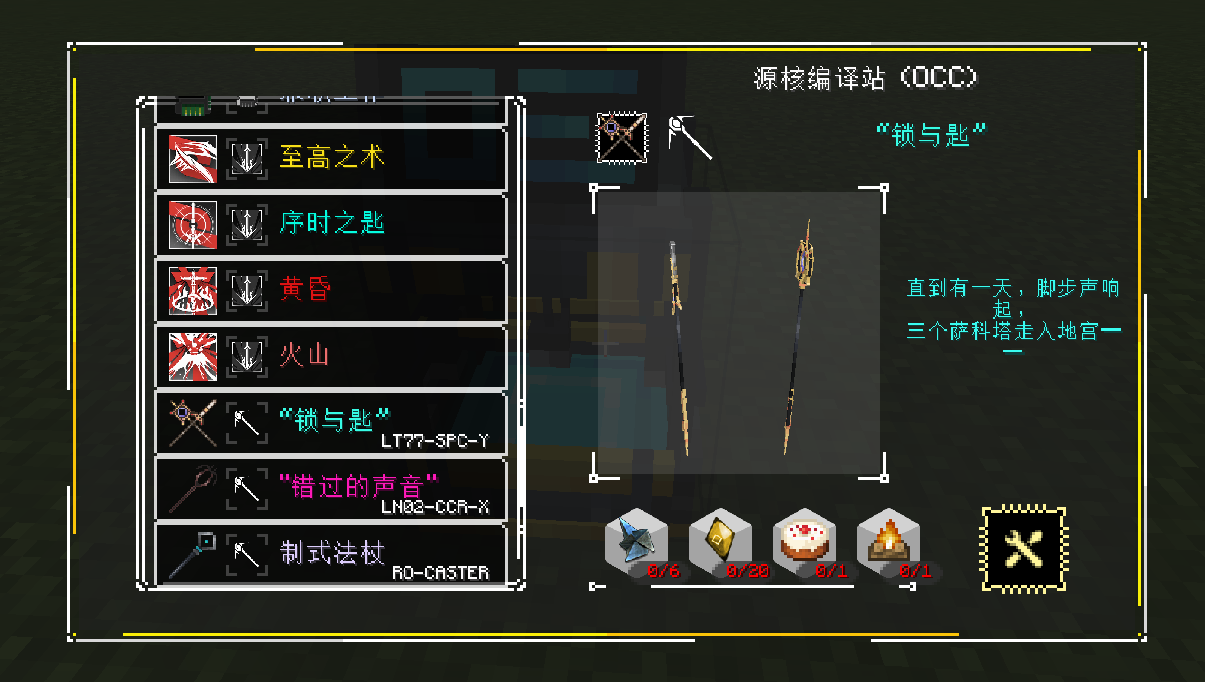 源核编译站 (OCC)
至高之术
序时之匙
黄昏
火山
“锁与匙”
LT77-SPC-Y
"错过的声音"
LN02-CCR-X
制式法杖
RO-CASTER
“锁与匙”
直到有一天，脚步声响
起，
三个萨科塔走入地宫—
—
0/6
0/20
0/1
0/1